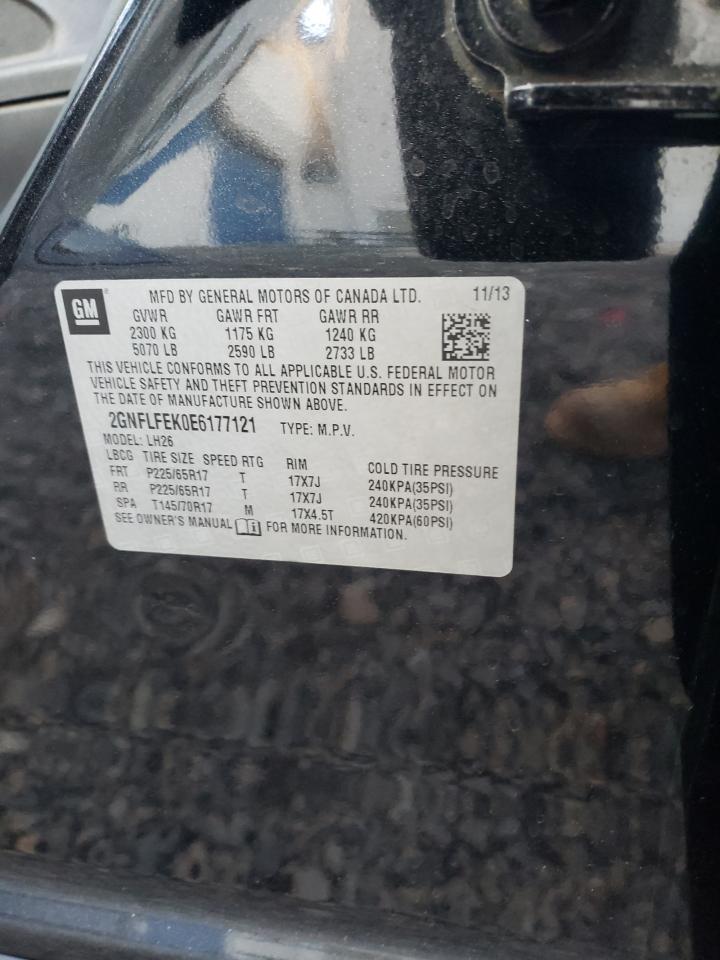 GM ®
MFD BY GENERAL MOTORS OF CANADA LTD. 11/13
GVWR GAWR FRT GAWR RR
2300 KG 1175 KG 1240 KG
5070 LB 2590 LB 2733 LB
THIS VEHICLE CONFORMS TO ALL APPLICABLE U.S. FEDERAL MOTOR
VEHICLE SAFETY AND THEFT PREVENTION STANDARDS IN EFFECT ON
THE DATE OF MANUFACTURE SHOWN ABOVE.
2GNFLFEK0E6177121 TYPE: M.P.V.
MODEL: LH26
LBCG TIRE SIZE SPEED RTG RIM COLD TIRE PRESSURE
FRT P225/65R17 T 17X7J 240KPA(35PSI)
RR P225/65R17 T 17X7J 240KPA(35PSI)
SPA T145/70R17 M 17X4.5T 420KPA(60PSI)
SEE OWNER'S MANUAL FOR MORE INFORMATION.